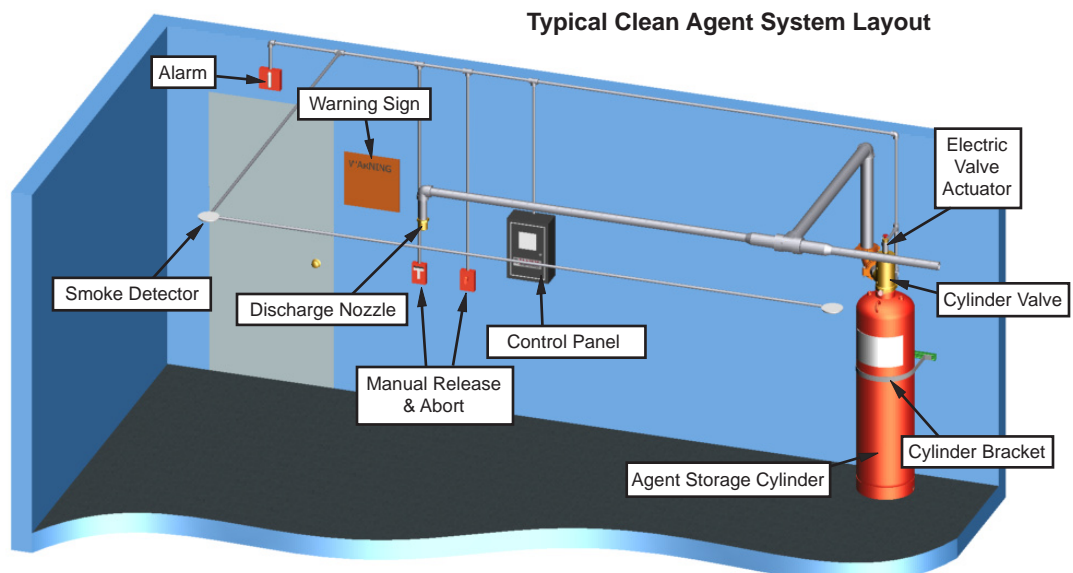 Typical Clean Agent System Layout
Alarm
Warning Sign
WARNING
Electric
Valve
Actuator
Smoke Detector
Discharge Nozzle
Cylinder Valve
Control Panel
Manual Release
& Abort
Cylinder Bracket
Agent Storage Cylinder